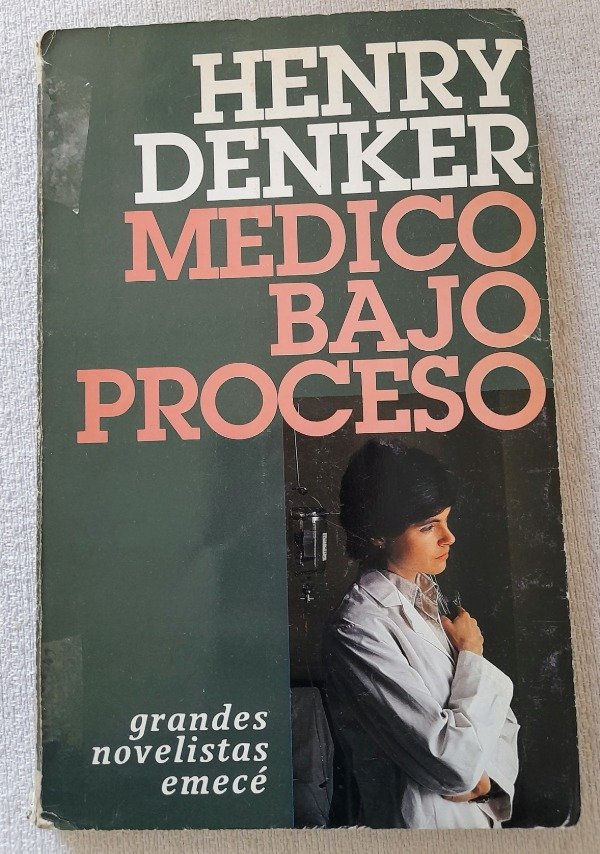 HENRY
DENKER
MEDICO
BAJO
PROCESO
grandes
novelistas
emecé